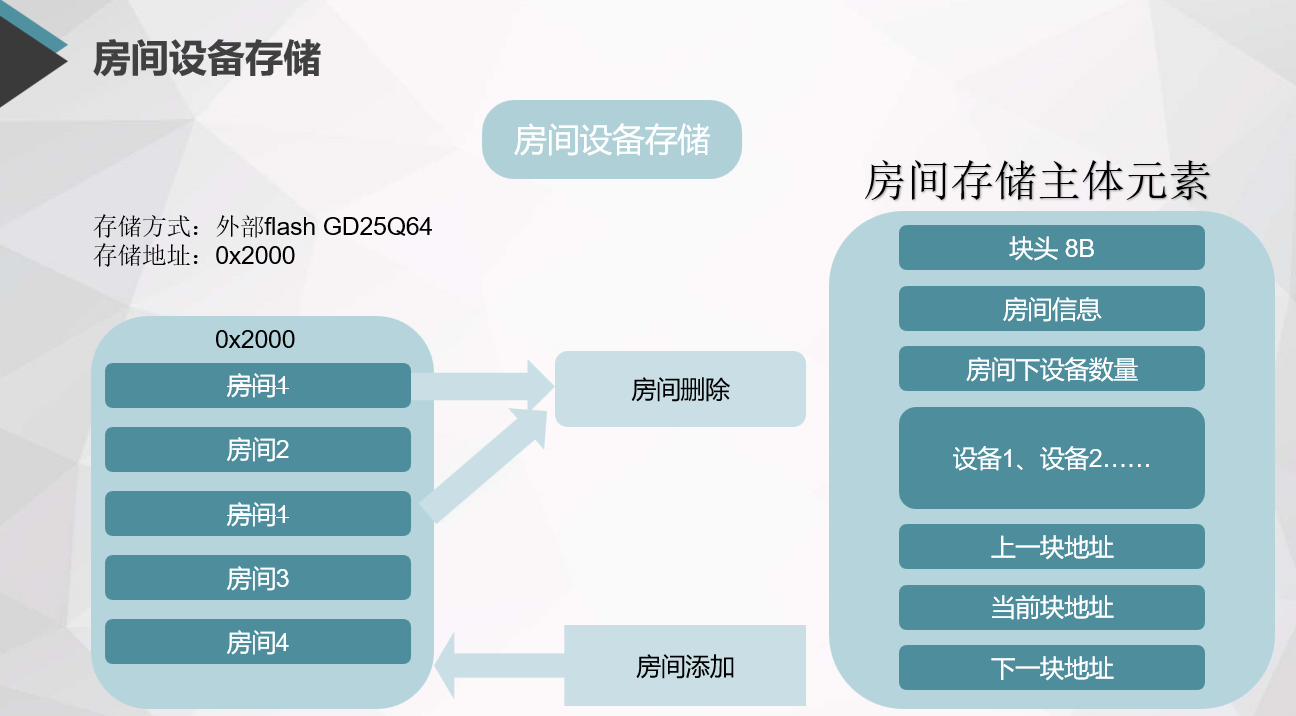 房间设备存储
房间设备存储
存储方式：外部flash GD25Q64
存储地址：0x2000
0x2000
房间1
房间2
房间1
房间3
房间4
房间删除
房间添加
房间存储主体元素
块头 8B
房间信息
房间下设备数量
设备1、设备2……
上一块地址
当前块地址
下一块地址